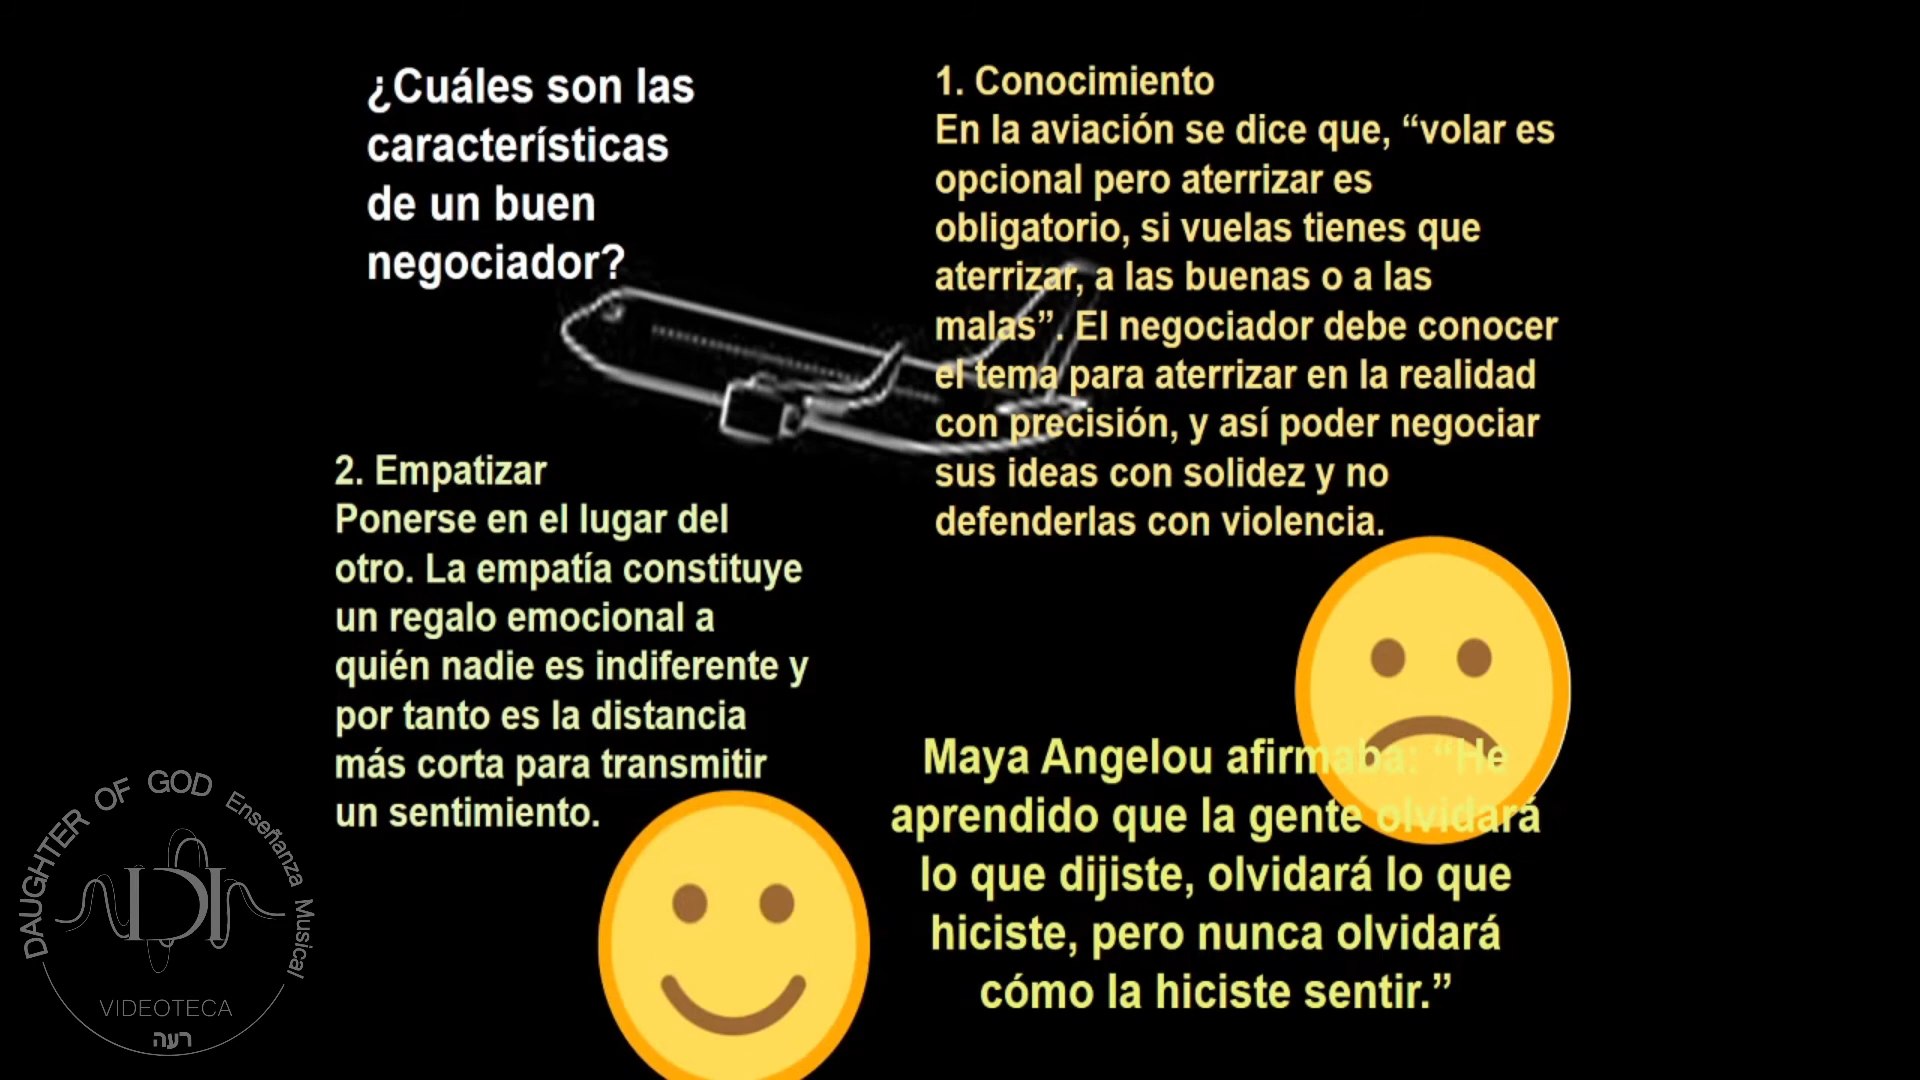 ¿Cuáles son las
características
de un buen
negociador?
1. Conocimiento
En la aviación se dice que, “volar es
opcional pero aterrizar es
obligatorio, si vuelas tienes que
aterrizar, a las buenas o a las
malas”. El negociador debe conocer
el tema para aterrizar en la realidad
con precisión, y así poder negociar
sus ideas con solidez y no
defenderlas con violencia.
2. Empatizar
Ponerse en el lugar del
otro. La empatía constituye
un regalo emocional a
quién nadie es indiferente y
por tanto es la distancia
más corta para transmitir
un sentimiento.
Maya Angelou afirmaba: “He
aprendido que la gente olvidará
lo que dijiste, olvidará lo que
hiciste, pero nunca olvidará
cómo la hiciste sentir.”
DAUGHTER OF GOD Enseñanza Musical
DI
VIDEOTECA
רעה